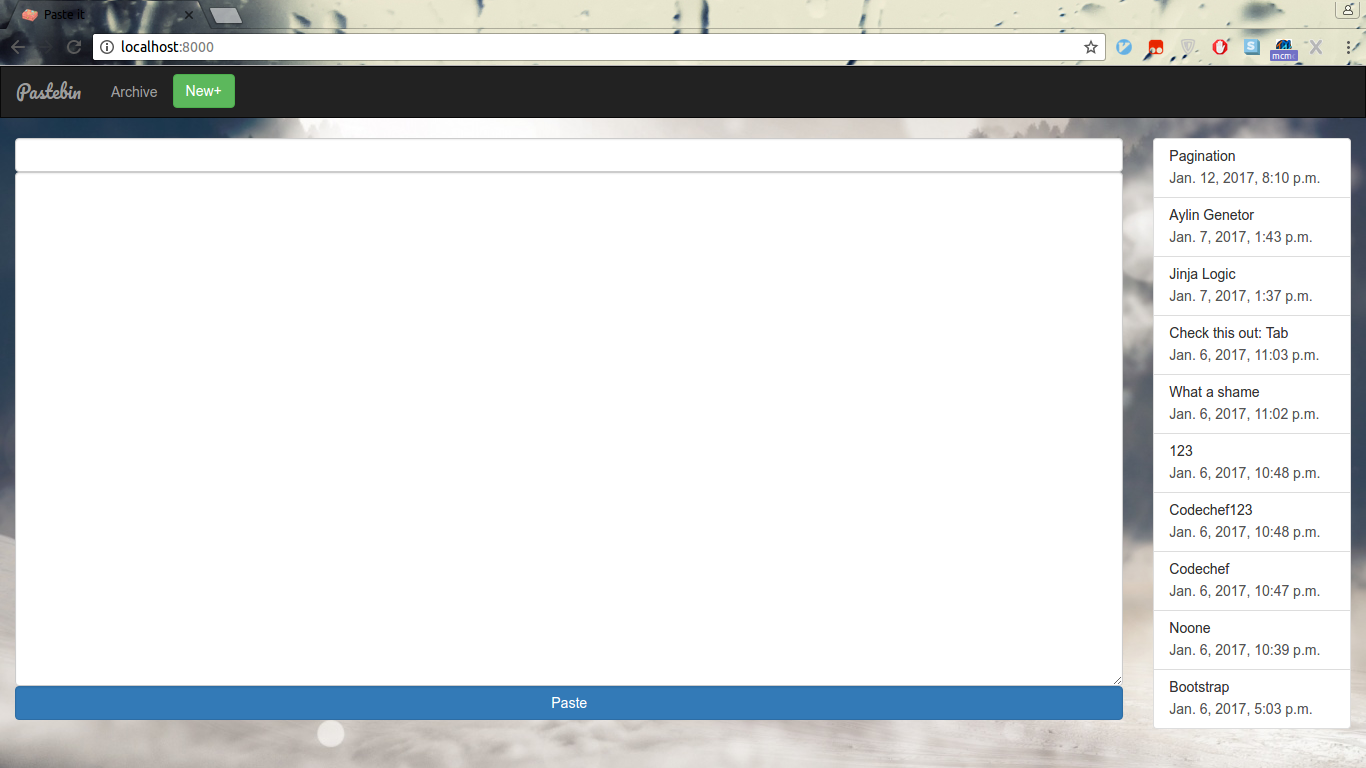 Paste it
localhost:8000
mcm
Pastebin
Archive
New+
Pagination
Jan. 12, 2017, 8:10 p.m.
Aylin Genetor
Jan. 7, 2017, 1:43 p.m.
Jinja Logic
Jan. 7, 2017, 1:37 p.m.
Check this out: Tab
Jan. 6, 2017, 11:03 p.m.
What a shame
Jan. 6, 2017, 11:02 p.m.
123
Jan. 6, 2017, 10:48 p.m.
Codechef123
Jan. 6, 2017, 10:48 p.m.
Codechef
Jan. 6, 2017, 10:47 p.m.
Noone
Jan. 6, 2017, 10:39 p.m.
Bootstrap
Jan. 6, 2017, 5:03 p.m.
Paste